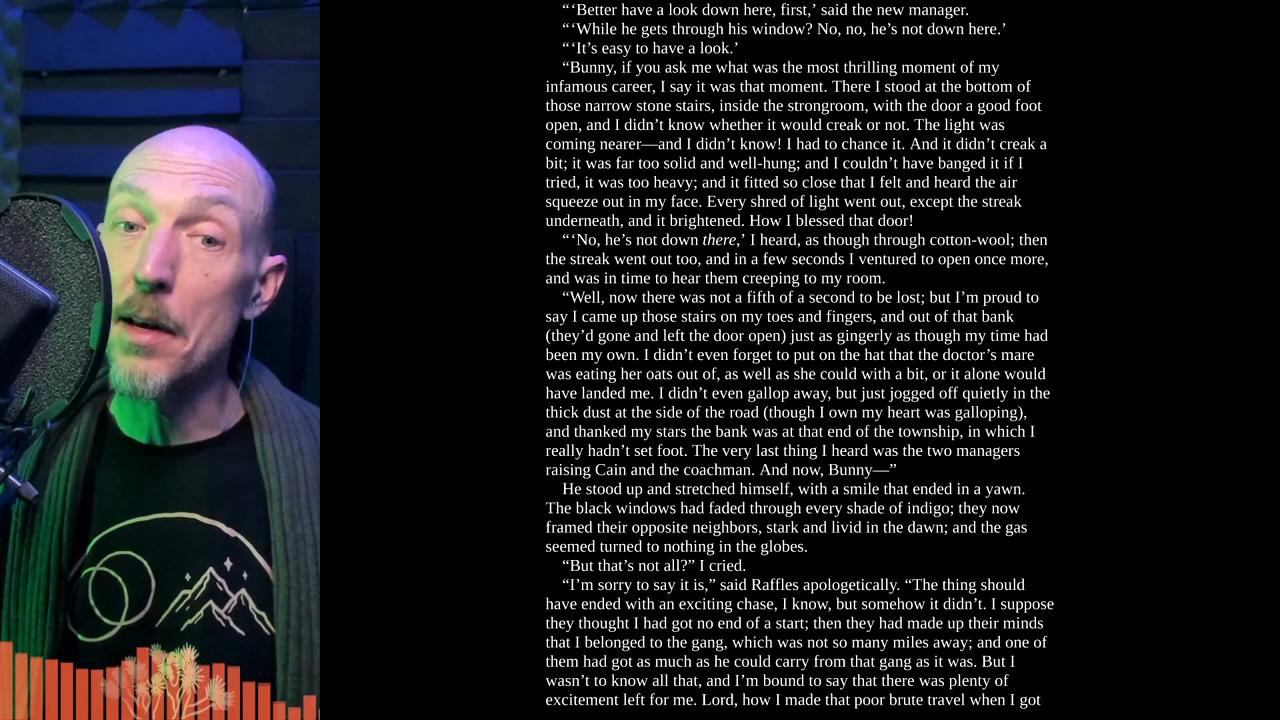 “‘Better have a look down here, first,’ said the new manager.
“‘While he gets through his window? No, no, he’s not down here.’
“‘It’s easy to have a look.’
“Bunny, if you ask me what was the most thrilling moment of my
infamous career, I say it was that moment. There I stood at the bottom of
those narrow stone stairs, inside the strongroom, with the door a good foot
open, and I didn’t know whether it would creak or not. The light was
coming nearer—and I didn’t know! I had to chance it. And it didn’t creak a
bit; it was far too solid and well-hung; and I couldn’t have banged it if I
tried, it was too heavy; and it fitted so close that I felt and heard the air
squeeze out in my face. Every shred of light went out, except the streak
underneath, and it brightened. How I blessed that door!
“‘No, he’s not down there,’ I heard, as though through cotton-wool; then
the streak went out too, and in a few seconds I ventured to open once more,
and was in time to hear them creeping to my room.
“Well, now there was not a fifth of a second to be lost; but I’m proud to
say I came up those stairs on my toes and fingers, and out of that bank
(they’d gone and left the door open) just as gingerly as though my time had
been my own. I didn’t even forget to put on the hat that the doctor’s mare
was eating her oats out of, as well as she could with a bit, or it alone would
have landed me. I didn’t even gallop away, but just jogged off quietly in the
thick dust at the side of the road (though I own my heart was galloping),
and thanked my stars the bank was at that end of the township, in which I
really hadn’t set foot. The very last thing I heard was the two managers
raising Cain and the coachman. And now, Bunny—”
He stood up and stretched himself, with a smile that ended in a yawn.
The black windows had faded through every shade of indigo; they now
framed their opposite neighbors, stark and livid in the dawn; and the gas
seemed turned to nothing in the globes.
“But that’s not all?” I cried.
“I’m sorry to say it is,” said Raffles apologetically. “The thing should
have ended with an exciting chase, I know, but somehow it didn’t. I suppose
they thought I had got no end of a start; then they had made up their minds
that I belonged to the gang, which was not so many miles away; and one of
them had got as much as he could carry from that gang as it was. But I
wasn’t to know all that, and I’m bound to say that there was plenty of
excitement left for me. Lord, how I made that poor brute travel when I got